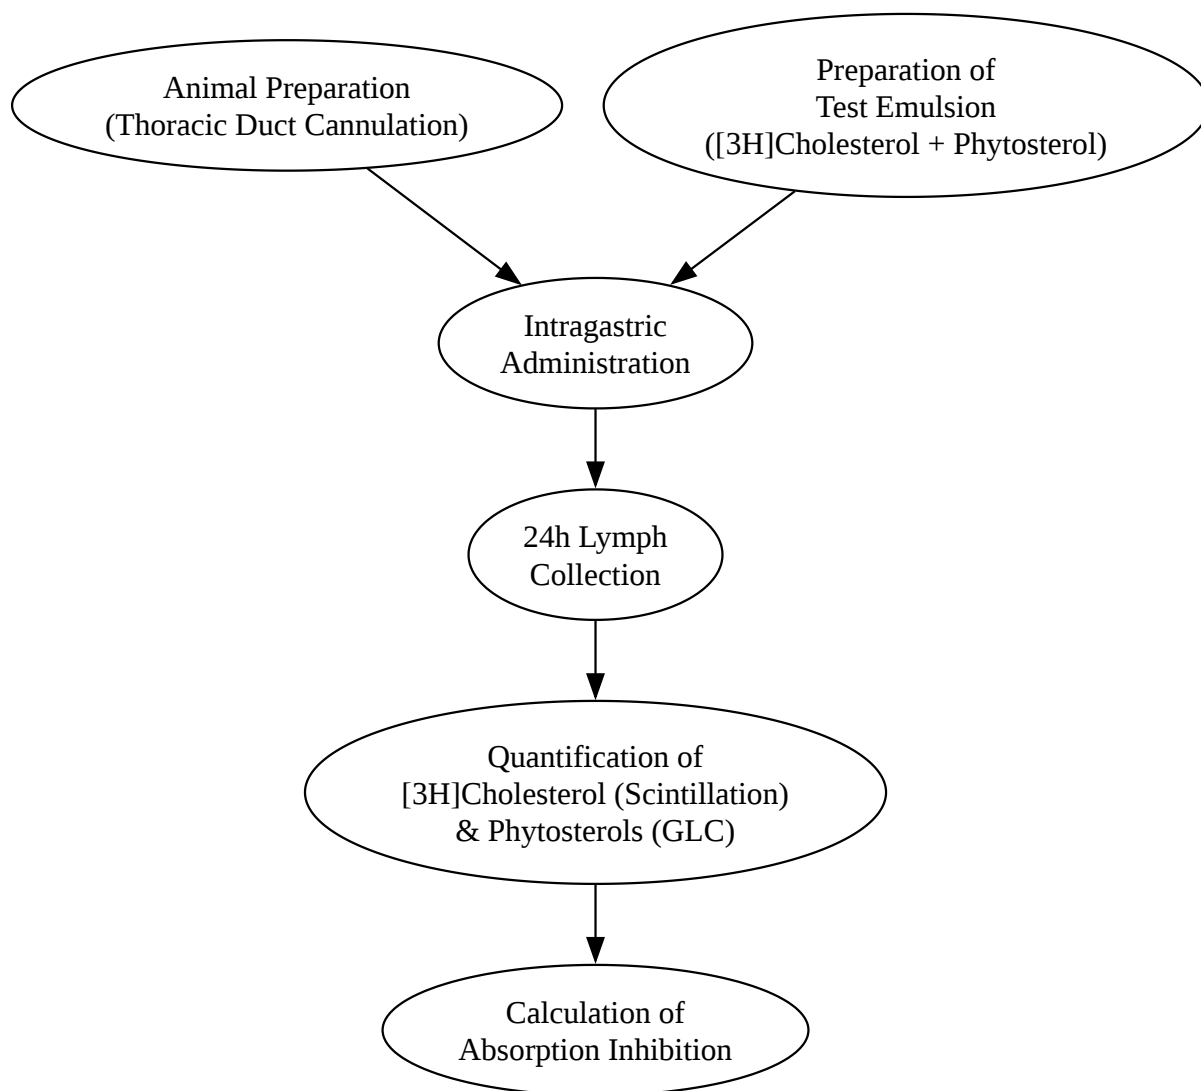 Animal Preparation
(Thoracic Duct Cannulation)
Preparation of
Test Emulsion
([3H]Cholesterol + Phytosterol)
Intragastric
Administration
24h Lymph
Collection
Quantification of
[3H]Cholesterol (Scintillation)
& Phytosterols (GLC)
Calculation of
Absorption Inhibition